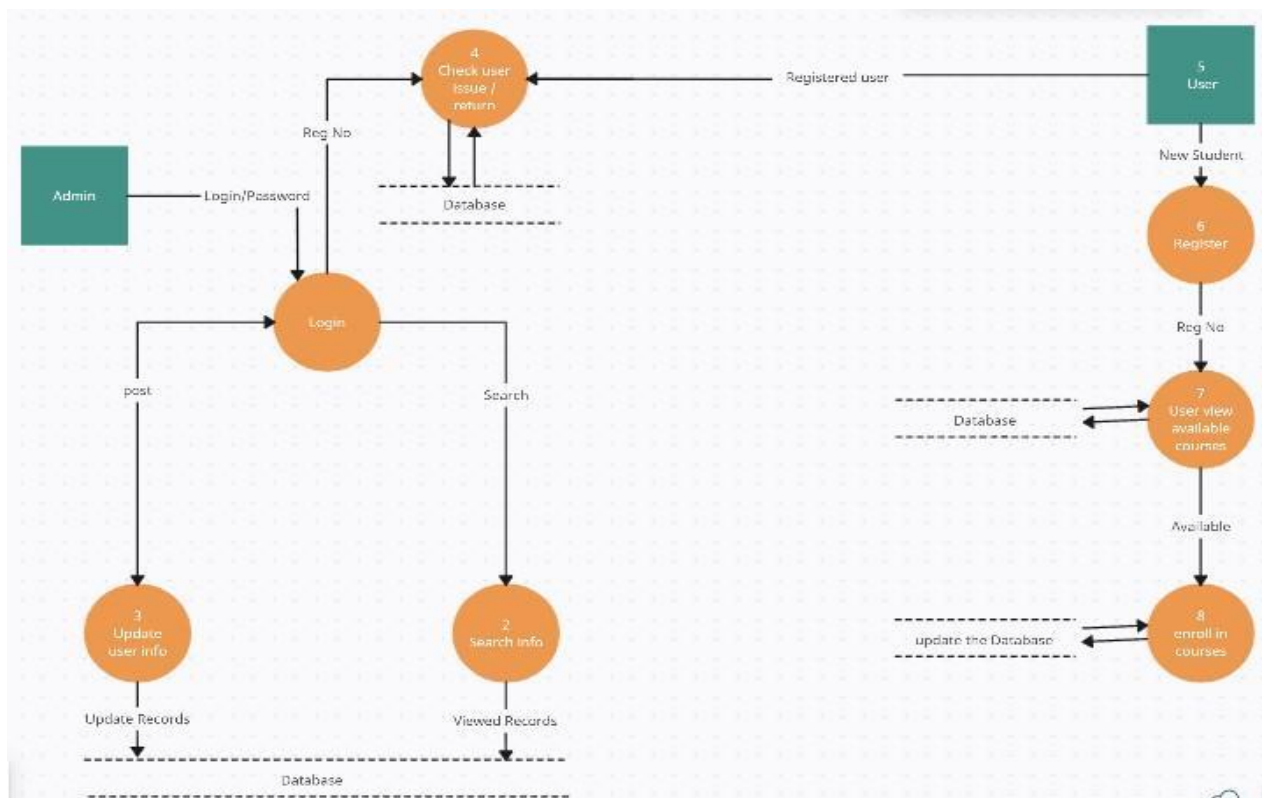 4
Check user
issue /
return
Registered user
5
User
Reg No
New Student
Admin
Login/Password
Database
6
Register
Login
Reg No
post
Search
7
User view
available
courses
Database
Available
3
Update
user info
2
Search info
8
enroll in
courses
update the Database
Update Records
Viewed Records
Database